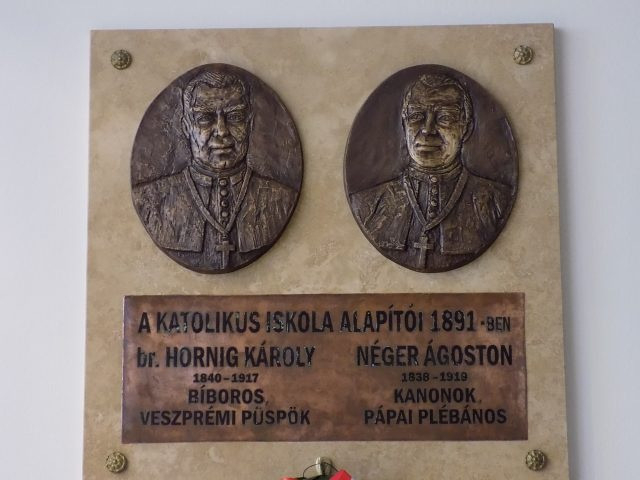 A KATOLIKUS ISKOLA ALAPÍTÓI 1891-BEN
br. HORNIG KÁROLY
1840-1917
BÍBOROS,
VESZPRÉMI PÜSPÖK
NÉGER ÁGOSTON
1838-1919
KANONOK,
PÁPAI PLÉBÁNOS